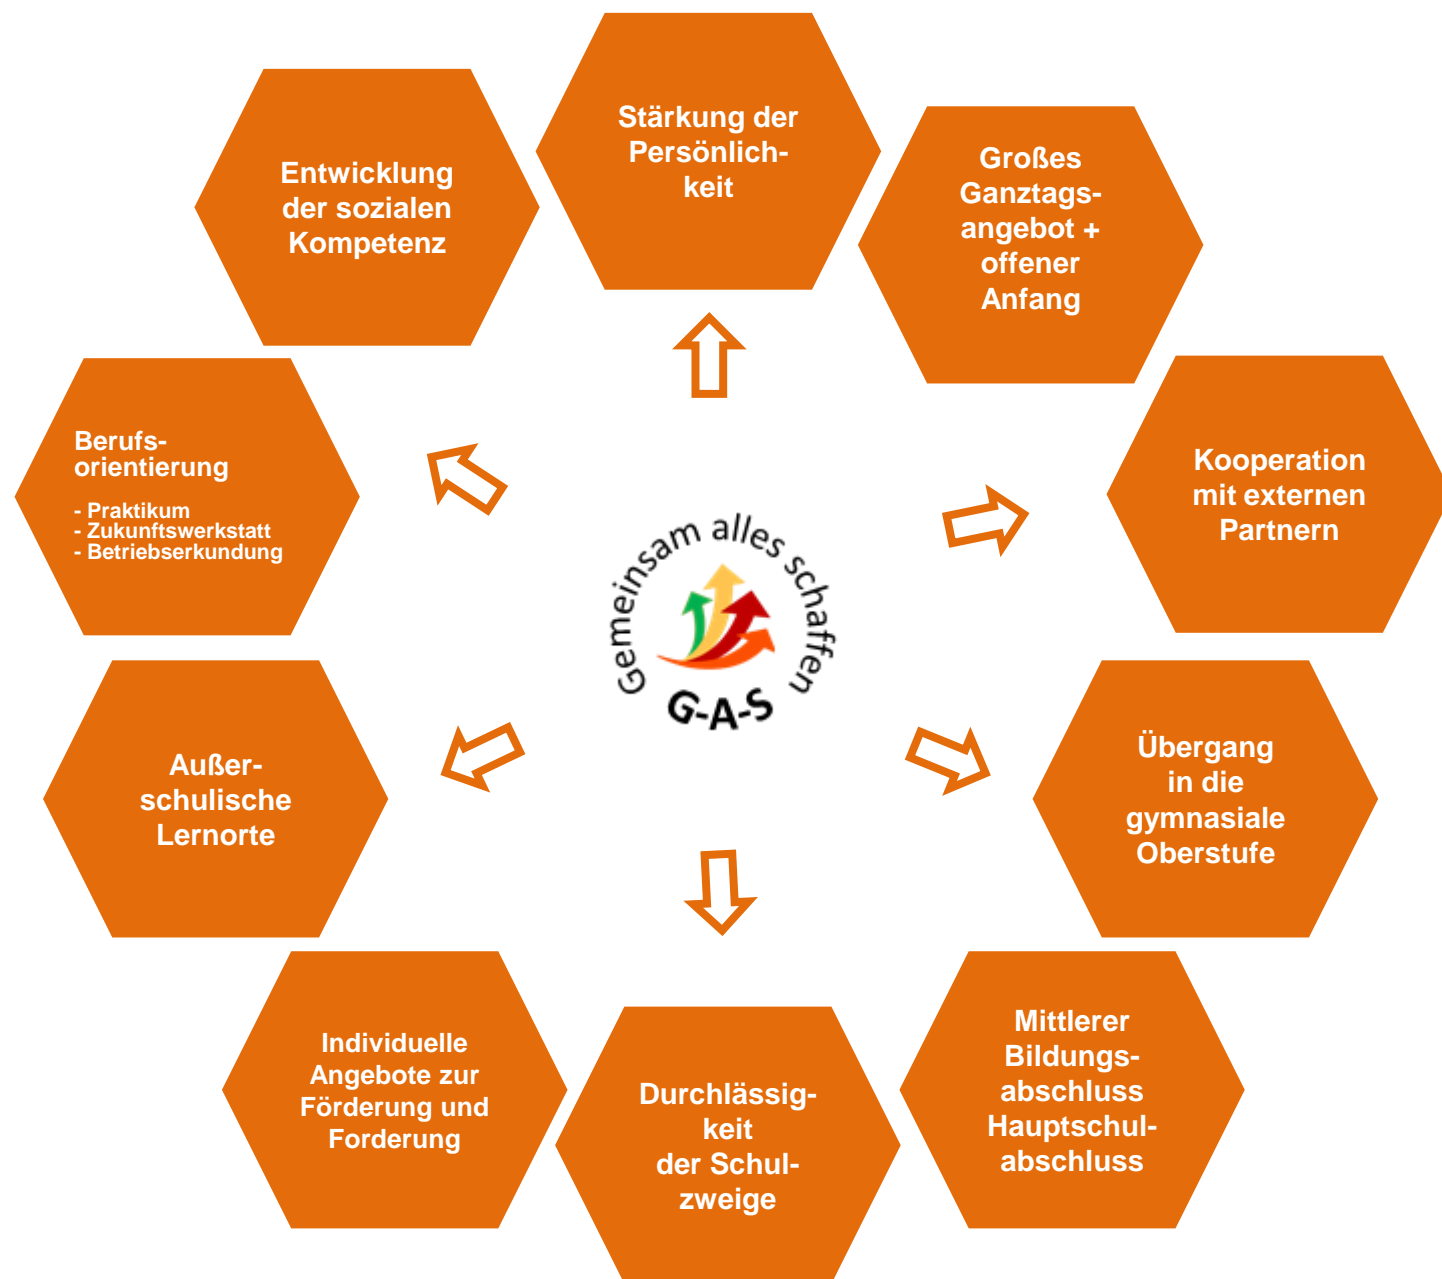 Stärkung der
Persönlich-
keit
Großes
Ganztags-
angebot +
offener
Anfang
Kooperation
mit externen
Partnern
Übergang
in die
gymnasiale
Oberstufe
Mittlerer
Bildungs-
abschluss
Hauptschul-
abschluss
Durchlässig-
keit
der Schul-
zweige
Individuelle
Angebote zur
Förderung und
Forderung
Außer-
schulische
Lernorte
Berufs-
orientierung
- Praktikum
- Zukunftswerkstatt
- Betriebserkundung
Entwicklung
der sozialen
Kompetenz
Gemeinsam alles schaffen
G-A-S